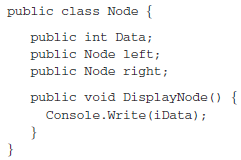 public class Node {
public int Data;
public Node left;
public Node right;
public void DisplayNode() {
Console.Write(iData);
}
}